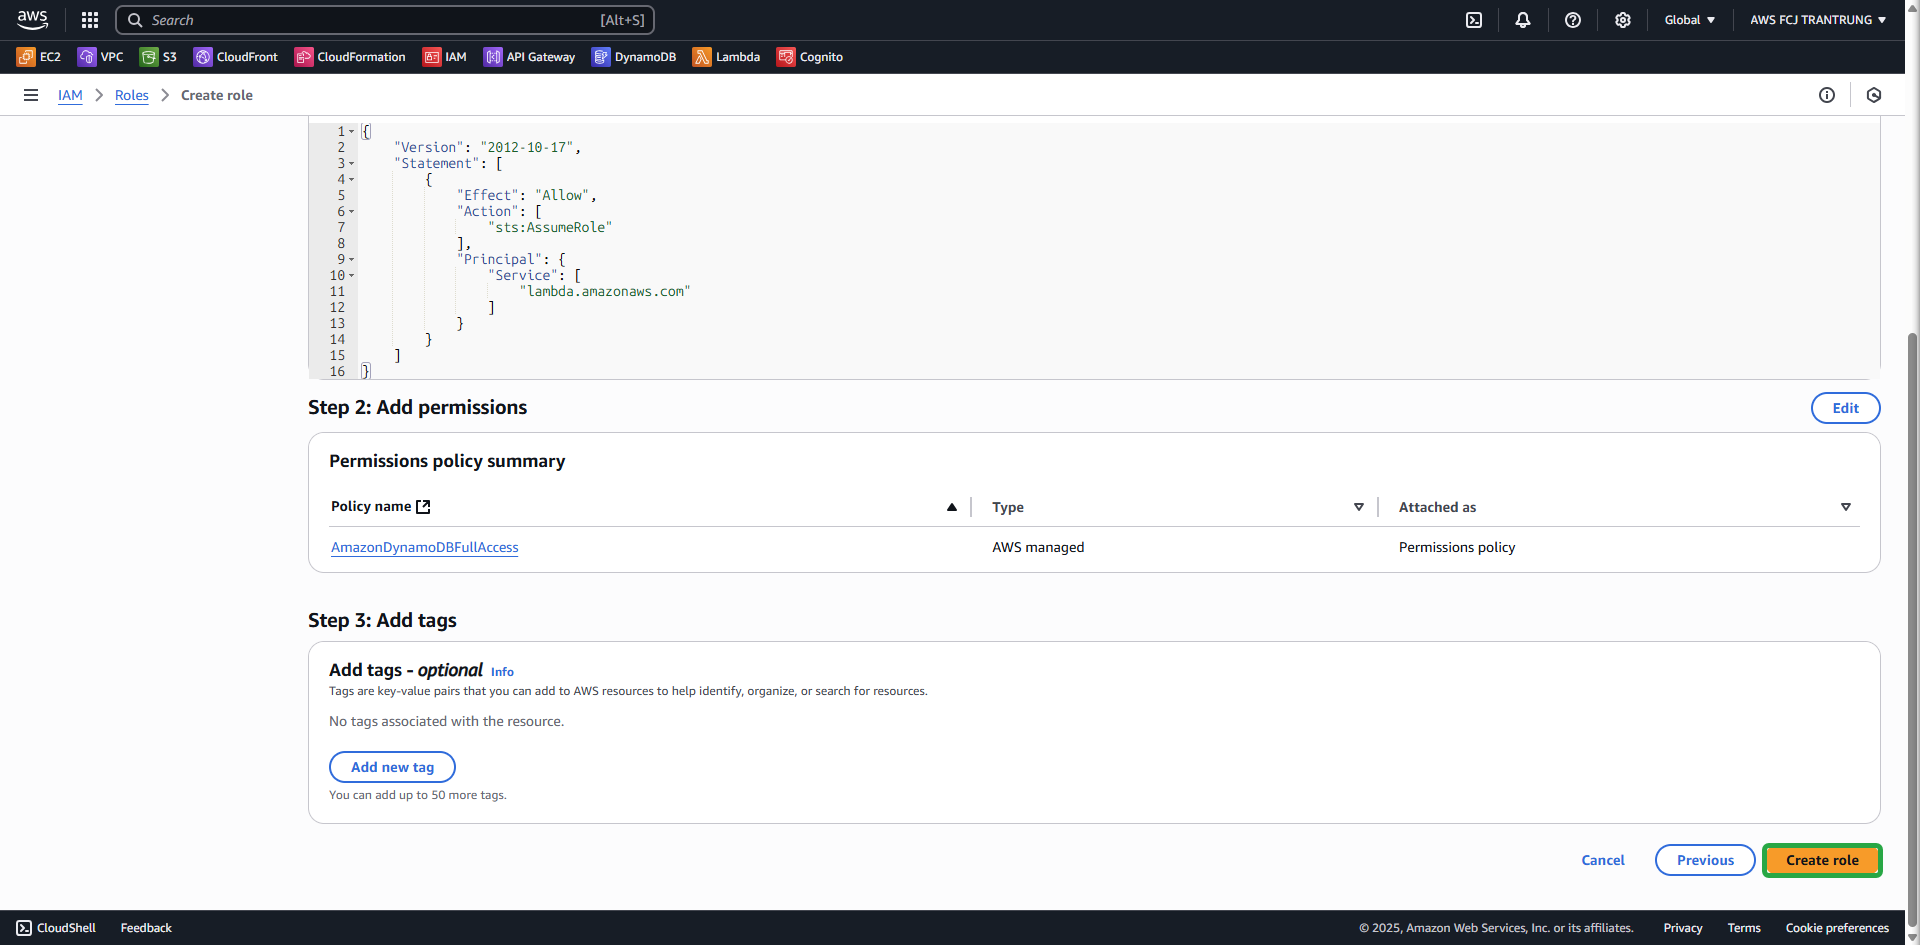 aws Search [Alt+S] Global AWS FCJ TRANTRUNG
EC2 VPC S3 CloudFront CloudFormation IAM API Gateway DynamoDB Lambda Cognito
IAM Roles Create role
1 {
2 "Version": "2012-10-17",
3 "Statement": [
4 {
5 "Effect": "Allow",
6 "Action": [
7 "sts:AssumeRole"
8 ],
9 "Principal": {
10 "Service": [
11 "lambda.amazonaws.com"
12 ]
13 }
14 }
15 ]
16 }
Step 2: Add permissions Edit
Permissions policy summary
Policy name Type Attached as
AmazonDynamoDBFullAccess AWS managed Permissions policy
Step 3: Add tags
Add tags - optional Info
Tags are key-value pairs that you can add to AWS resources to help identify, organize, or search for resources.
No tags associated with the resource.
Add new tag
You can add up to 50 more tags.
Cancel Previous Create role
CloudShell Feedback © 2025, Amazon Web Services, Inc. or its affiliates. Privacy Terms Cookie preferences